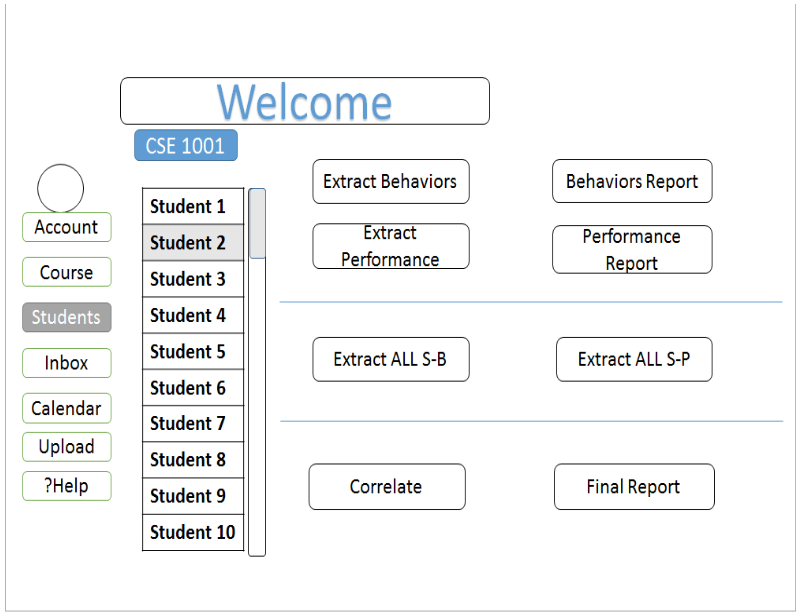 Welcome
CSE 1001
Account
Course
Students
Inbox
Calendar
Upload
?Help
Student 1
Student 2
Student 3
Student 4
Student 5
Student 6
Student 7
Student 8
Student 9
Student 10
Extract Behaviors
Behaviors Report
Extract
Performance
Performance
Report
Extract ALL S-B
Extract ALL S-P
Correlate
Final Report